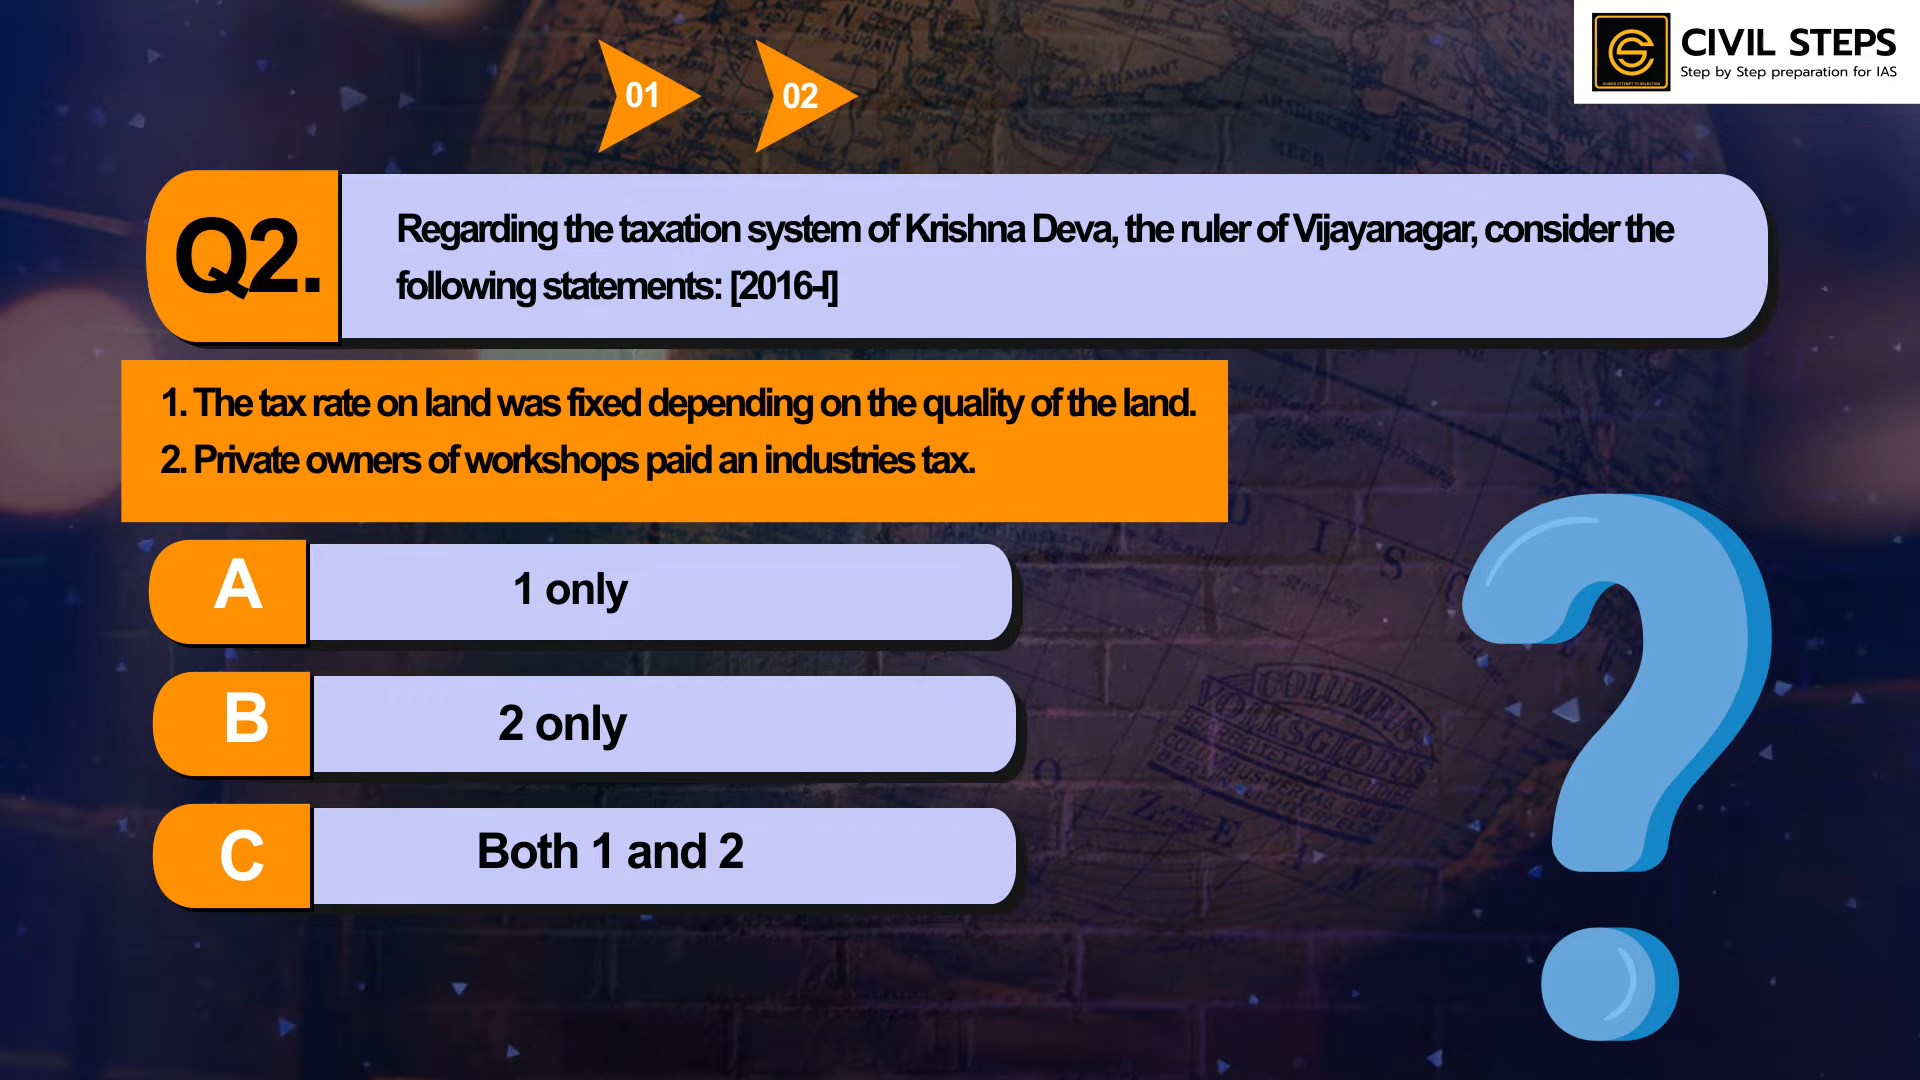 01
02
CIVIL STEPS
Step by Step preparation for IAS
Q2.
Regarding the taxation system of Krishna Deva, the ruler of Vijayanagar, consider the
following statements: [2016-I]
1. The tax rate on land was fixed depending on the quality of the land.
2. Private owners of workshops paid an industries tax.
A
1 only
B
2 only
C
Both 1 and 2
COLUMBUS
VOLKSGLOBUS